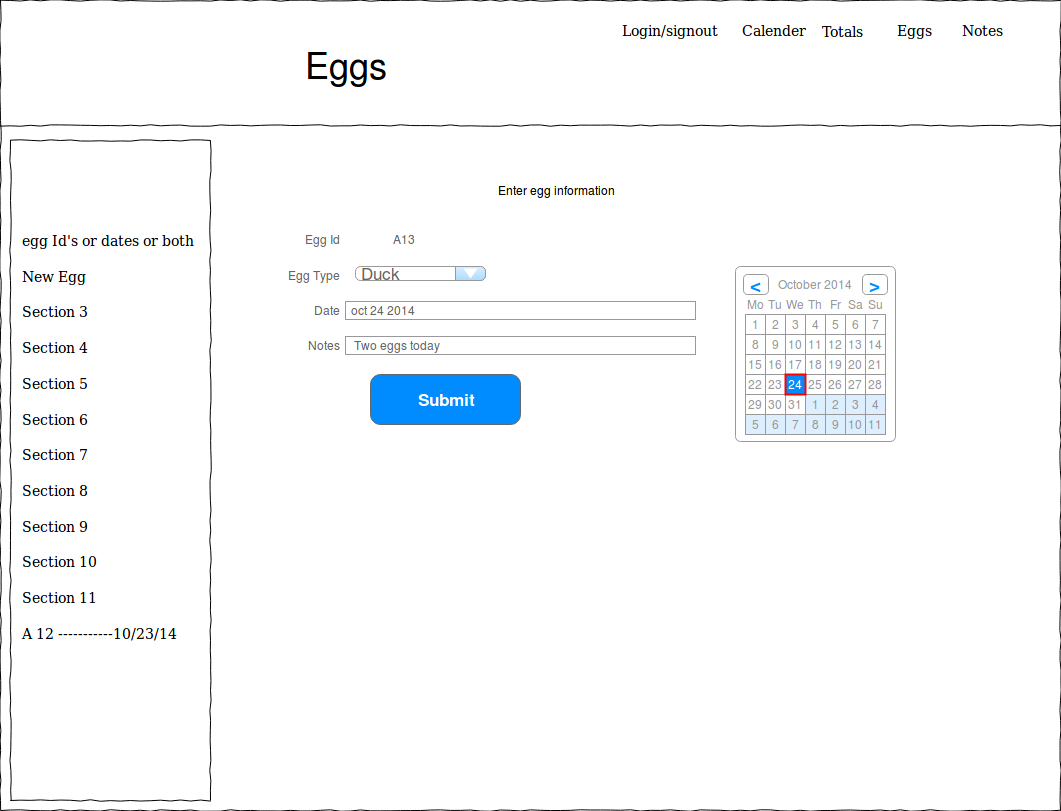 Login/signout Calender Totals Eggs Notes
Eggs
egg Id's or dates or both
New Egg
Section 3
Section 4
Section 5
Section 6
Section 7
Section 8
Section 9
Section 10
Section 11
A 12 -----------10/23/14
Enter egg information
Egg Id A13
Egg Type Duck
Date oct 24 2014
Notes Two eggs today
Submit
< October 2014 >
Mo Tu We Th Fr Sa Su
1 2 3 4 5 6 7
8 9 10 11 12 13 14
15 16 17 18 19 20 21
22 23 24 25 26 27 28
29 30 31 1 2 3 4
5 6 7 8 9 10 11